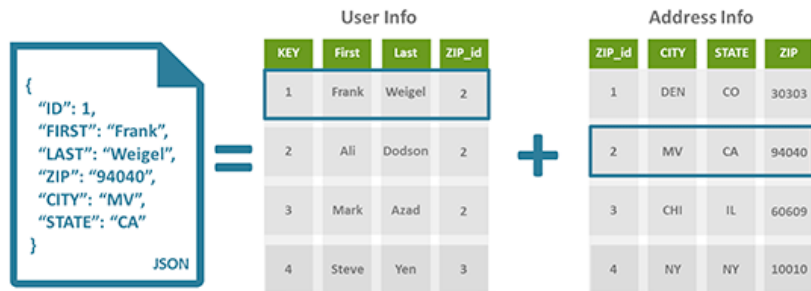 User Info
Address Info
{
"ID": 1,
"FIRST": "Frank",
"LAST": "Weigel",
"ZIP": "94040",
"CITY": "MV",
"STATE": "CA"
}
JSON
=
KEY First Last ZIP_id
1 Frank Weigel 2
2 Ali Dodson 2
3 Mark Azad 2
4 Steve Yen 3
+
ZIP_id CITY STATE ZIP
1 DEN CO 30303
2 MV CA 94040
3 CHI IL 60609
4 NY NY 10010